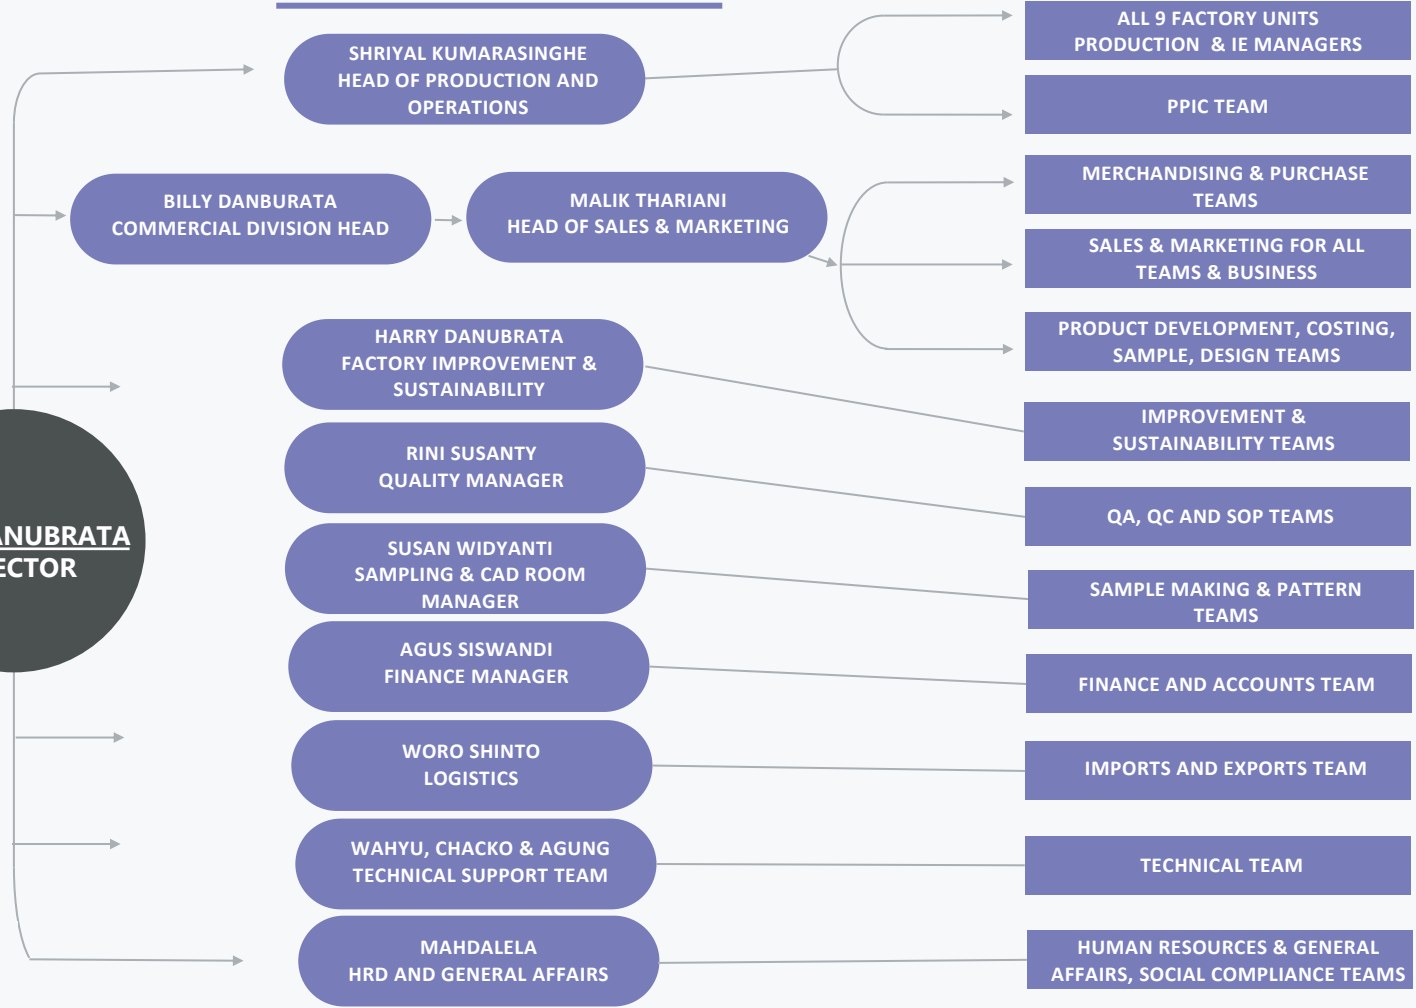 SHRIYAL KUMARASINGHE
HEAD OF PRODUCTION AND
OPERATIONS
ALL 9 FACTORY UNITS
PRODUCTION & IE MANAGERS
PPIC TEAM
BILLY DANBURATA
COMMERCIAL DIVISION HEAD
MALIK THARIANI
HEAD OF SALES & MARKETING
MERCHANDISING & PURCHASE
TEAMS
SALES & MARKETING FOR ALL
TEAMS & BUSINESS
PRODUCT DEVELOPMENT, COSTING,
SAMPLE, DESIGN TEAMS
HARRY DANUBRATA
FACTORY IMPROVEMENT &
SUSTAINABILITY
IMPROVEMENT &
SUSTAINABILITY TEAMS
RINI SUSANTY
QUALITY MANAGER
QA, QC AND SOP TEAMS
ANUBRATA
ECTOR
SUSAN WIDYANTI
SAMPLING & CAD ROOM
MANAGER
SAMPLE MAKING & PATTERN
TEAMS
AGUS SISWANDI
FINANCE MANAGER
FINANCE AND ACCOUNTS TEAM
WORO SHINTO
LOGISTICS
IMPORTS AND EXPORTS TEAM
WAHYU, CHACKO & AGUNG
TECHNICAL SUPPORT TEAM
TECHNICAL TEAM
MAHDALELA
HRD AND GENERAL AFFAIRS
HUMAN RESOURCES & GENERAL
AFFAIRS, SOCIAL COMPLIANCE TEAMS